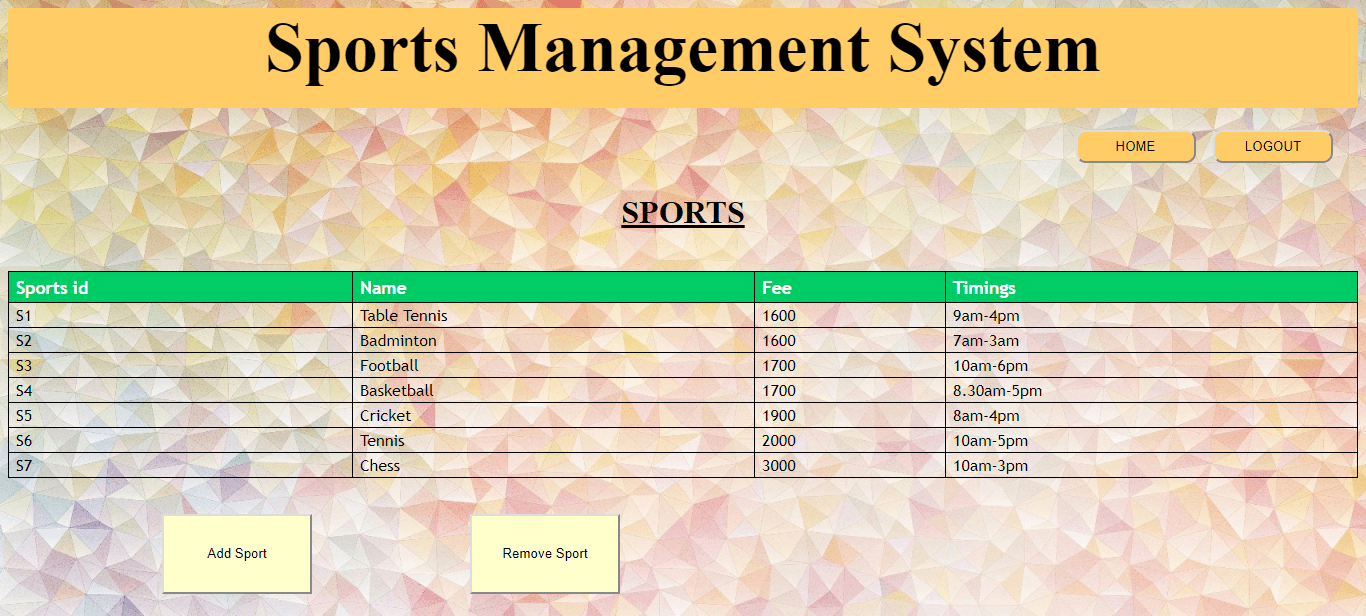 Sports Management System
HOME LOGOUT
SPORTS
Sports id Name Fee Timings
S1 Table Tennis 1600 9am-4pm
S2 Badminton 1600 7am-3am
S3 Football 1700 10am-6pm
S4 Basketball 1700 8.30am-5pm
S5 Cricket 1900 8am-4pm
S6 Tennis 2000 10am-5pm
S7 Chess 3000 10am-3pm
Add Sport Remove Sport